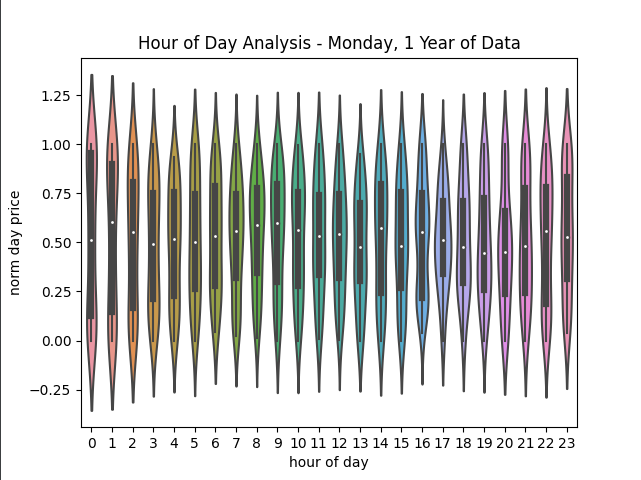 Hour of Day Analysis - Monday, 1 Year of Data
norm day price
1.25
1.00
0.75
0.50
0.25
0.00
−0.25
0 1 2 3 4 5 6 7 8 9 10 11 12 13 14 15 16 17 18 19 20 21 22 23
hour of day